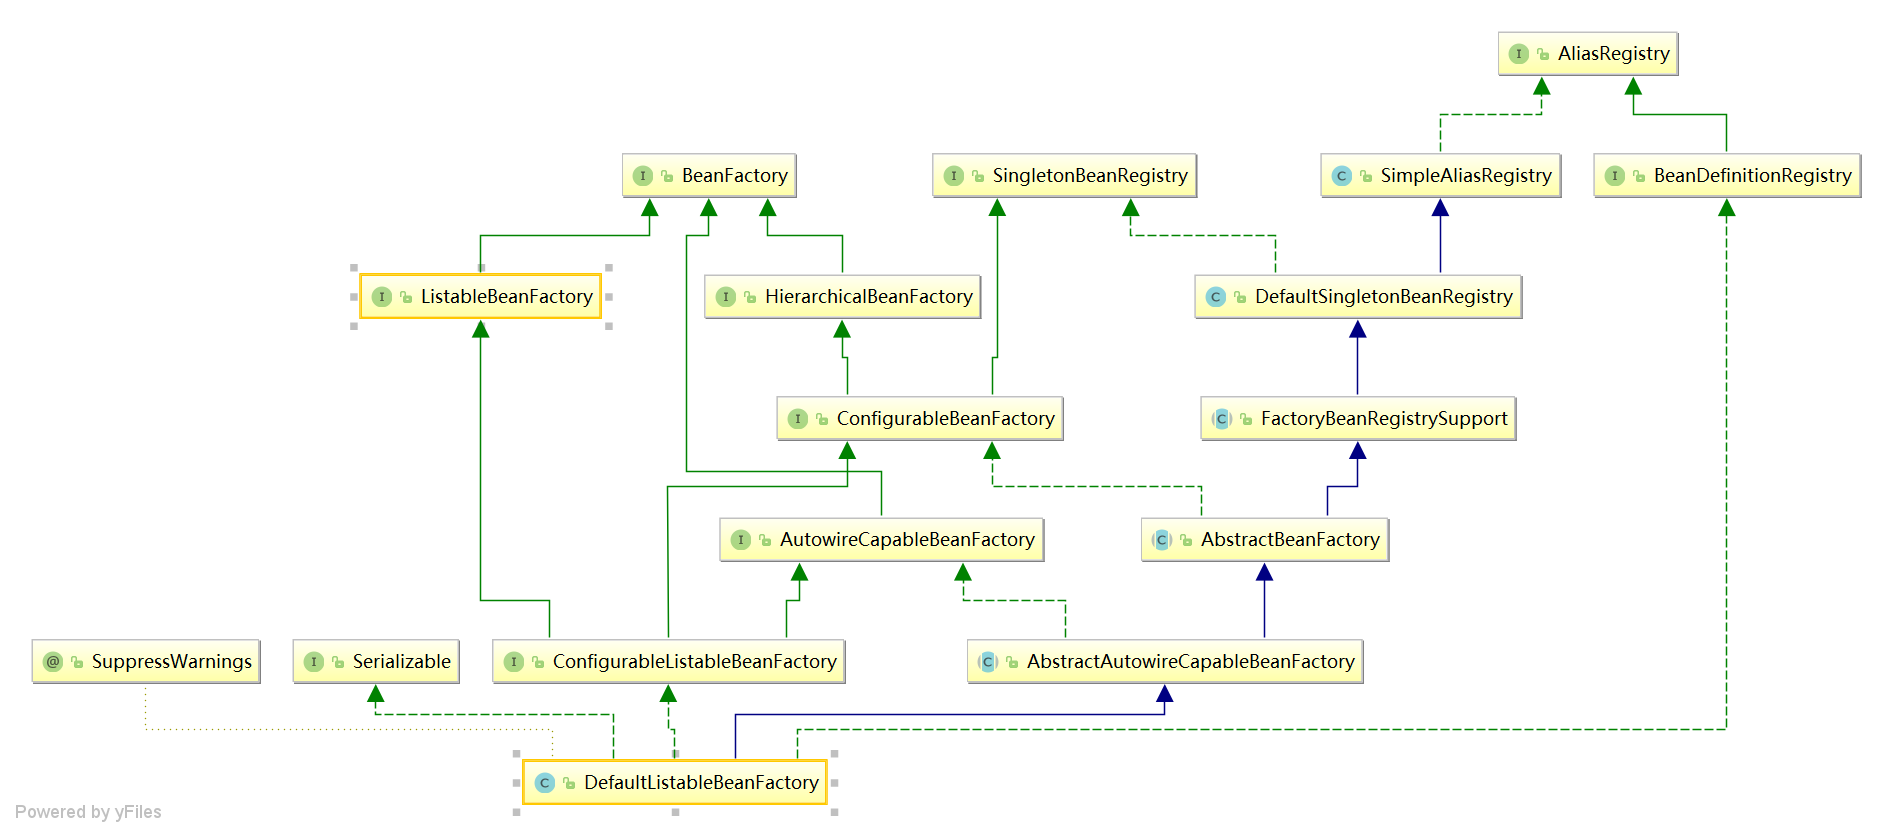 I AliasRegistry
I BeanFactory
I SingletonBeanRegistry
C SimpleAliasRegistry
I BeanDefinitionRegistry
I ListableBeanFactory
I HierarchicalBeanFactory
C DefaultSingletonBeanRegistry
I ConfigurableBeanFactory
C FactoryBeanRegistrySupport
I AutowireCapableBeanFactory
C AbstractBeanFactory
@ SuppressWarnings
I Serializable
I ConfigurableListableBeanFactory
C AbstractAutowireCapableBeanFactory
C DefaultListableBeanFactory
Powered by yFiles